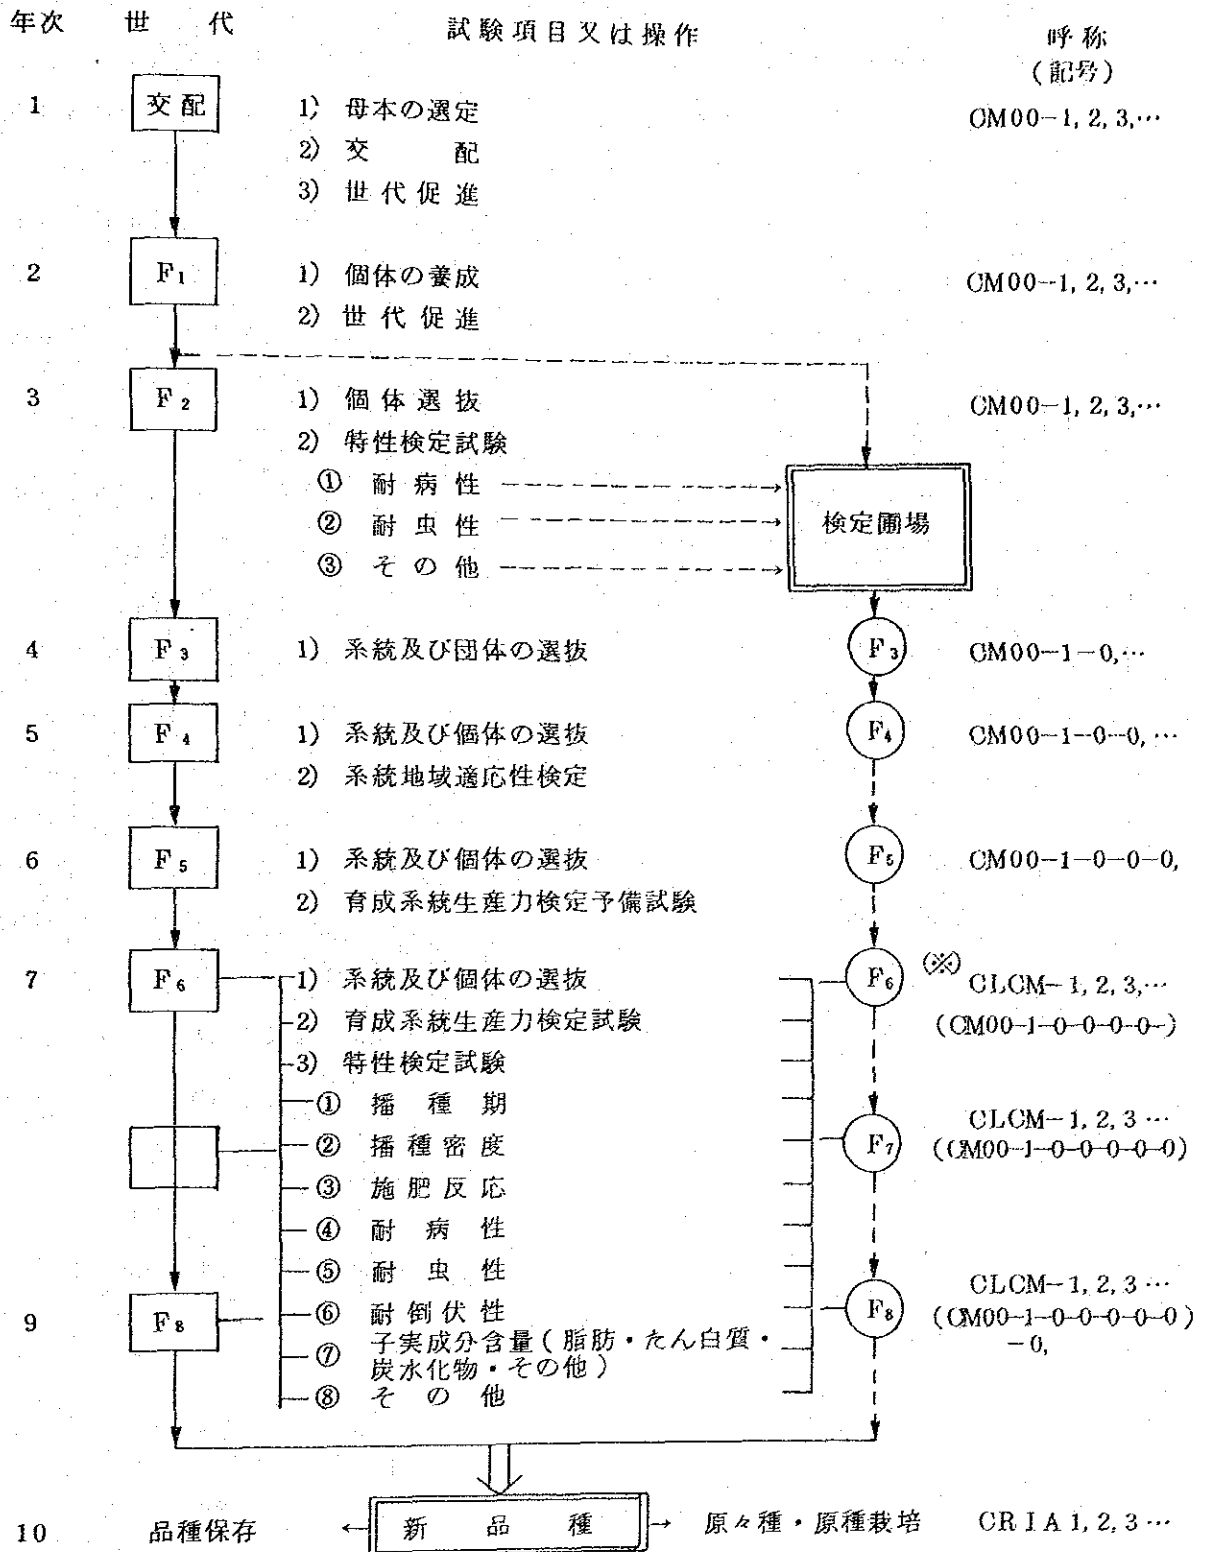 年次 世 代 試験項目又は操作 呼称
(記号)
1 交配 1) 母本の選定 CM00-1, 2, 3,…
2) 交 配
3) 世代促進
2 F1 1) 個体の養成 CM00-1, 2, 3,…
2) 世代促進
3 F2 1) 個体選抜 CM00-1, 2, 3,…
2) 特性検定試験
① 耐病性
② 耐虫性 検定圃場
③ その他
4 F3 1) 系統及び団体の選抜 F3 CM00-1-0,…
5 F4 1) 系統及び個体の選抜 F4 CM00-1-0-0,…
2) 系統地域適応性検定
6 F5 1) 系統及び個体の選抜 F5 CM00-1-0-0-0,
2) 育成系統生産力検定予備試験
7 F6 1) 系統及び個体の選抜 F6 (※) CLCM-1, 2, 3,…
2) 育成系統生産力検定試験 (CM00-1-0-0-0-0-)
3) 特性検定試験
① 播種期
② 播種密度 F7 CLCM-1, 2, 3…
(CM00-1-0-0-0-0-0)
③ 施肥反応
④ 耐病性
⑤ 耐虫性
9 F8 ⑥ 耐倒伏性 F8 CLCM-1, 2, 3…
(CM00-1-0-0-0-0-0)
-0,
⑦ 子実成分含量(脂肪・たん白質・
炭水化物・その他)
⑧ その他
10 品種保存 ← 新品種 → 原々種・原種栽培 CRIA 1, 2, 3…